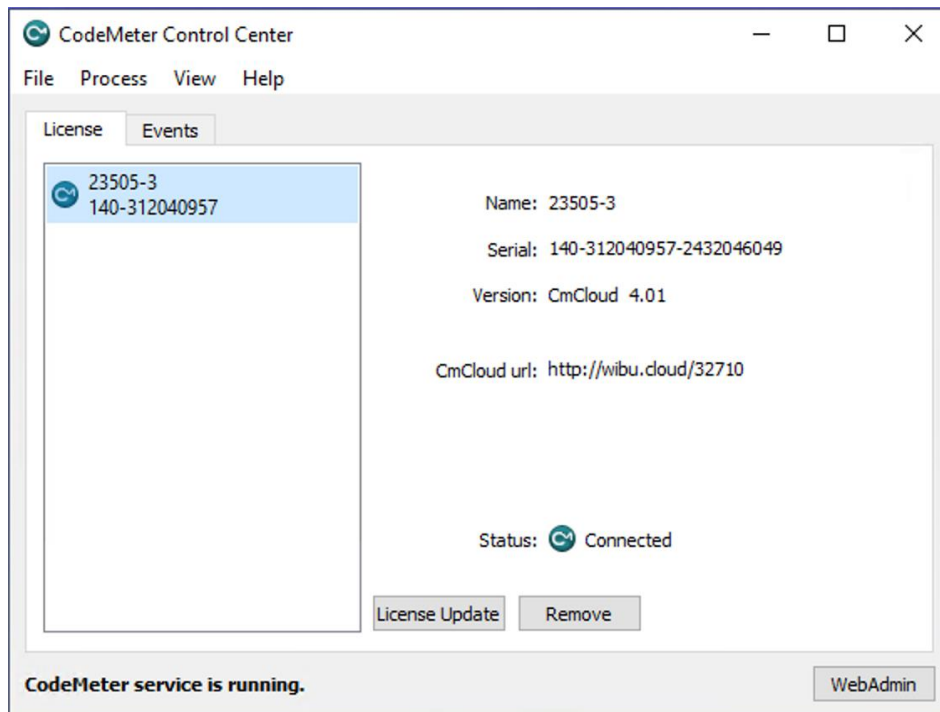 CodeMeter Control Center
File Process View Help
License Events
23505-3
140-312040957
Name: 23505-3
Serial: 140-312040957-2432046049
Version: CmCloud 4.01
CmCloud url: http://wibu.cloud/32710
Status: Connected
License Update Remove
CodeMeter service is running. WebAdmin